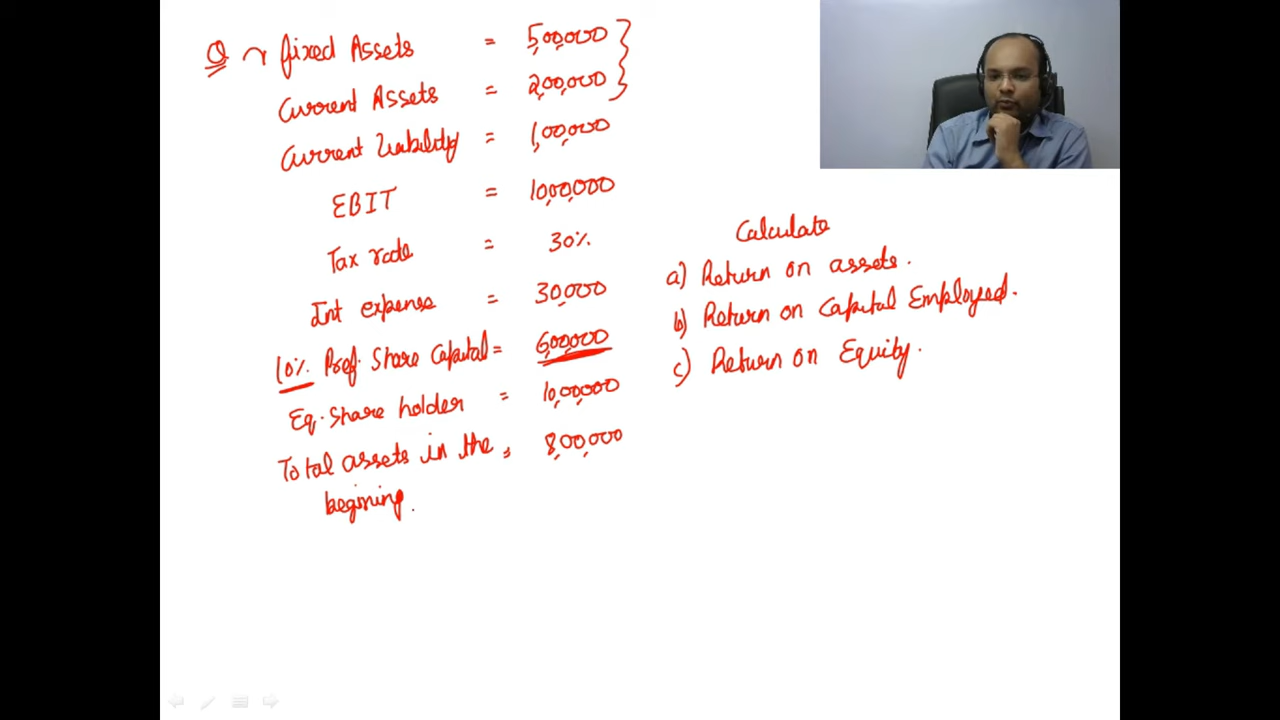 Q ~ fixed Assets = 5,00,000
Current Assets = 2,00,000
Current liability = 1,00,000
EBIT = 10,00,000
Tax rate = 30%
Int expense = 30,000
10% Pref. Share Capital = 6,00,000
Eq. Share holder = 10,00,000
Total assets in the = 8,00,000
begining.
Calculate
a) Return on assets.
b) Return on Capital Employed.
c) Return on Equity.